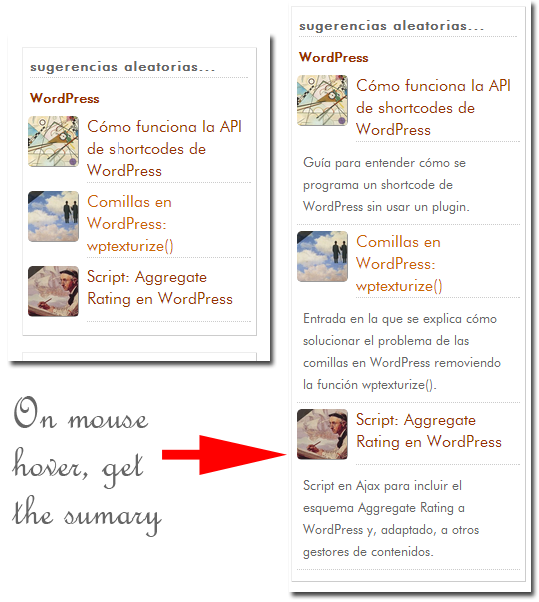 sugerencias aleatorias...
WordPress
Cómo funciona la API
de shortcodes de
WordPress
Comillas en
WordPress:
wptexturize()
Script: Aggregate
Rating en WordPress
On mouse
hover, get
the sumary
sugerencias aleatorias...
WordPress
Cómo funciona la API
de shortcodes de
WordPress
Guía para entender cómo se
programa un shortcode de
WordPress sin usar un plugin.
Comillas en
WordPress:
wptexturize()
Entrada en la que se explica cómo
solucionar el problema de las
comillas en WordPress removiendo
la función wptexturize().
Script: Aggregate
Rating en WordPress
Script en Ajax para incluir el
esquema Aggregate Rating a
WordPress y, adaptado, a otros
gestores de contenidos.